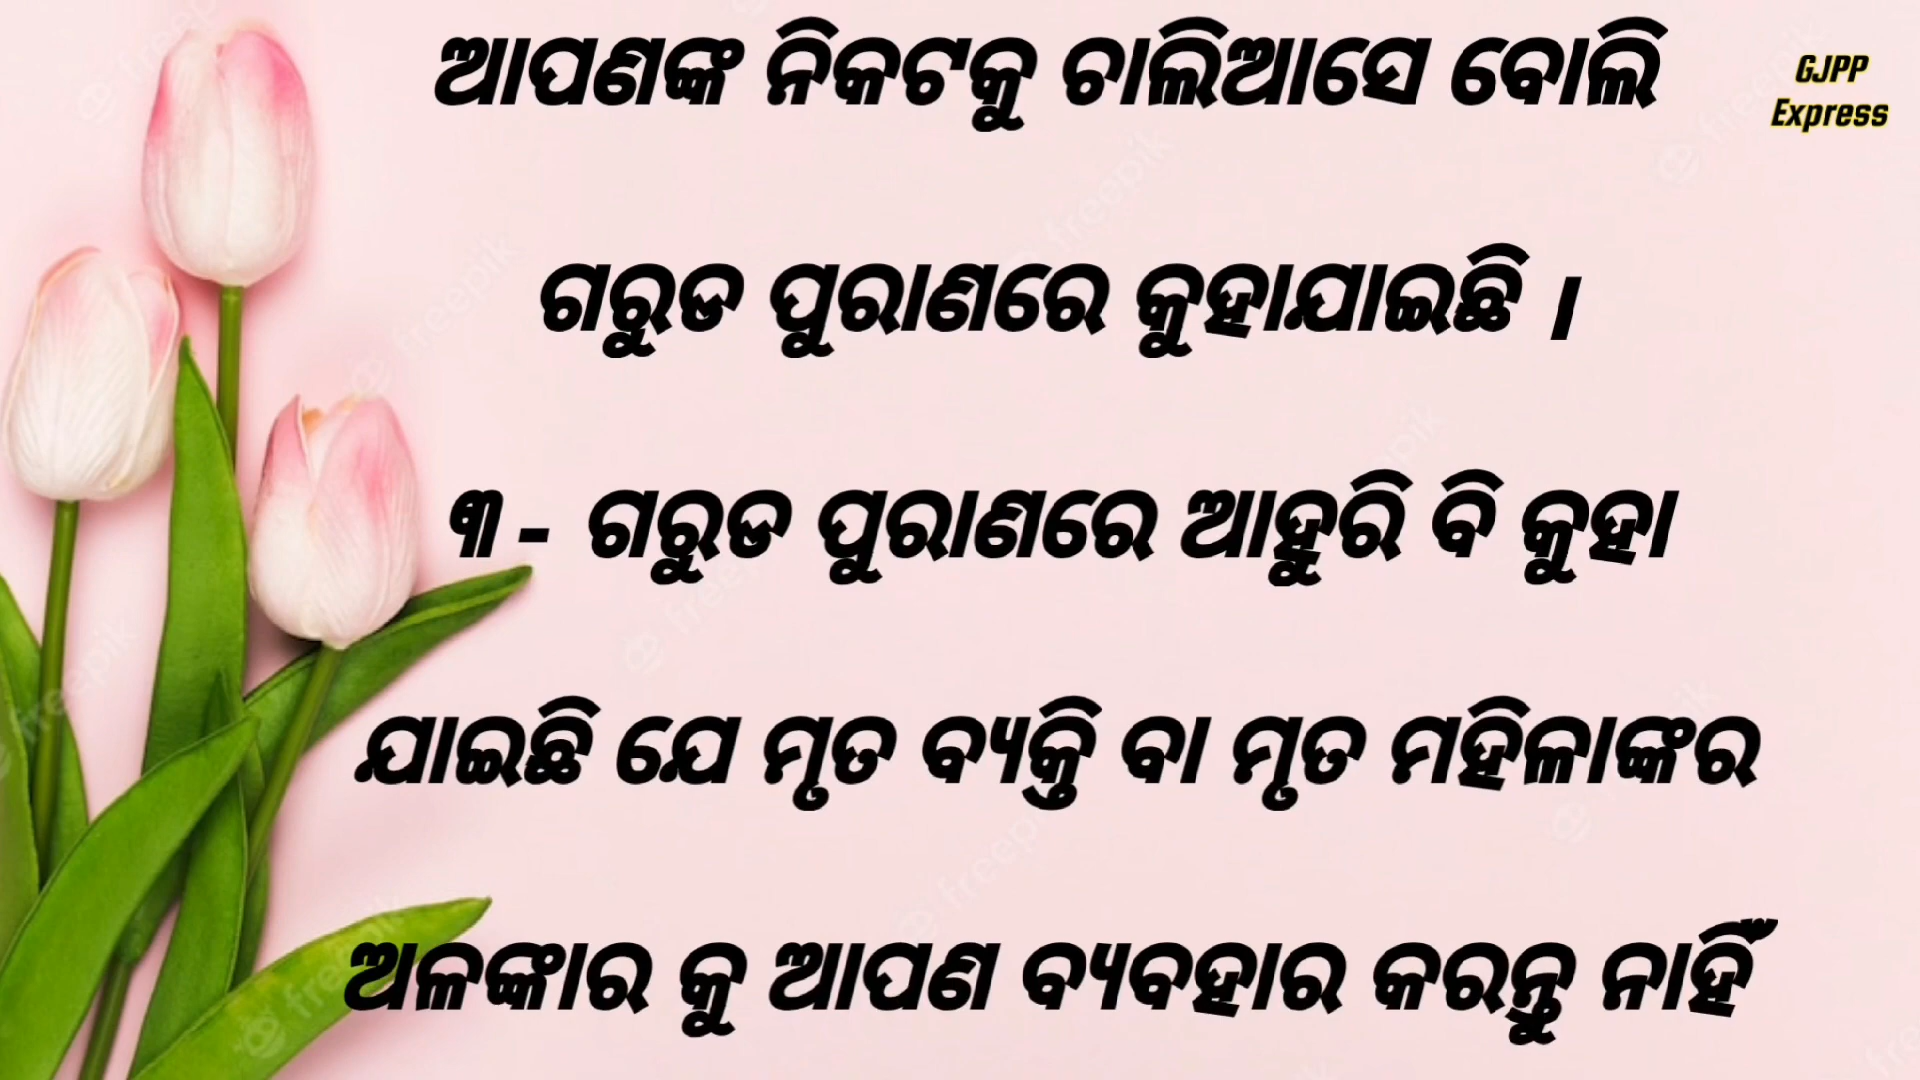 ଆପଣଙ୍କ ନିକଟକୁ ଚାଲିଆସେ ବୋଲି
GJPP
Express
ଗରୁଡ ପୁରାଣରେ କୁହାଯାଇଛି ।
୩ - ଗରୁଡ ପୁରାଣରେ ଆହୁରି ବି କୁହା
ଯାଇଛି ଯେ ମୃତ ବ୍ୟକ୍ତି ବା ମୃତ ମହିଳାଙ୍କର
ଅଳଙ୍କାର କୁ ଆପଣ ବ୍ୟବହାର କରନ୍ତୁ ନାହିଁ
freepik